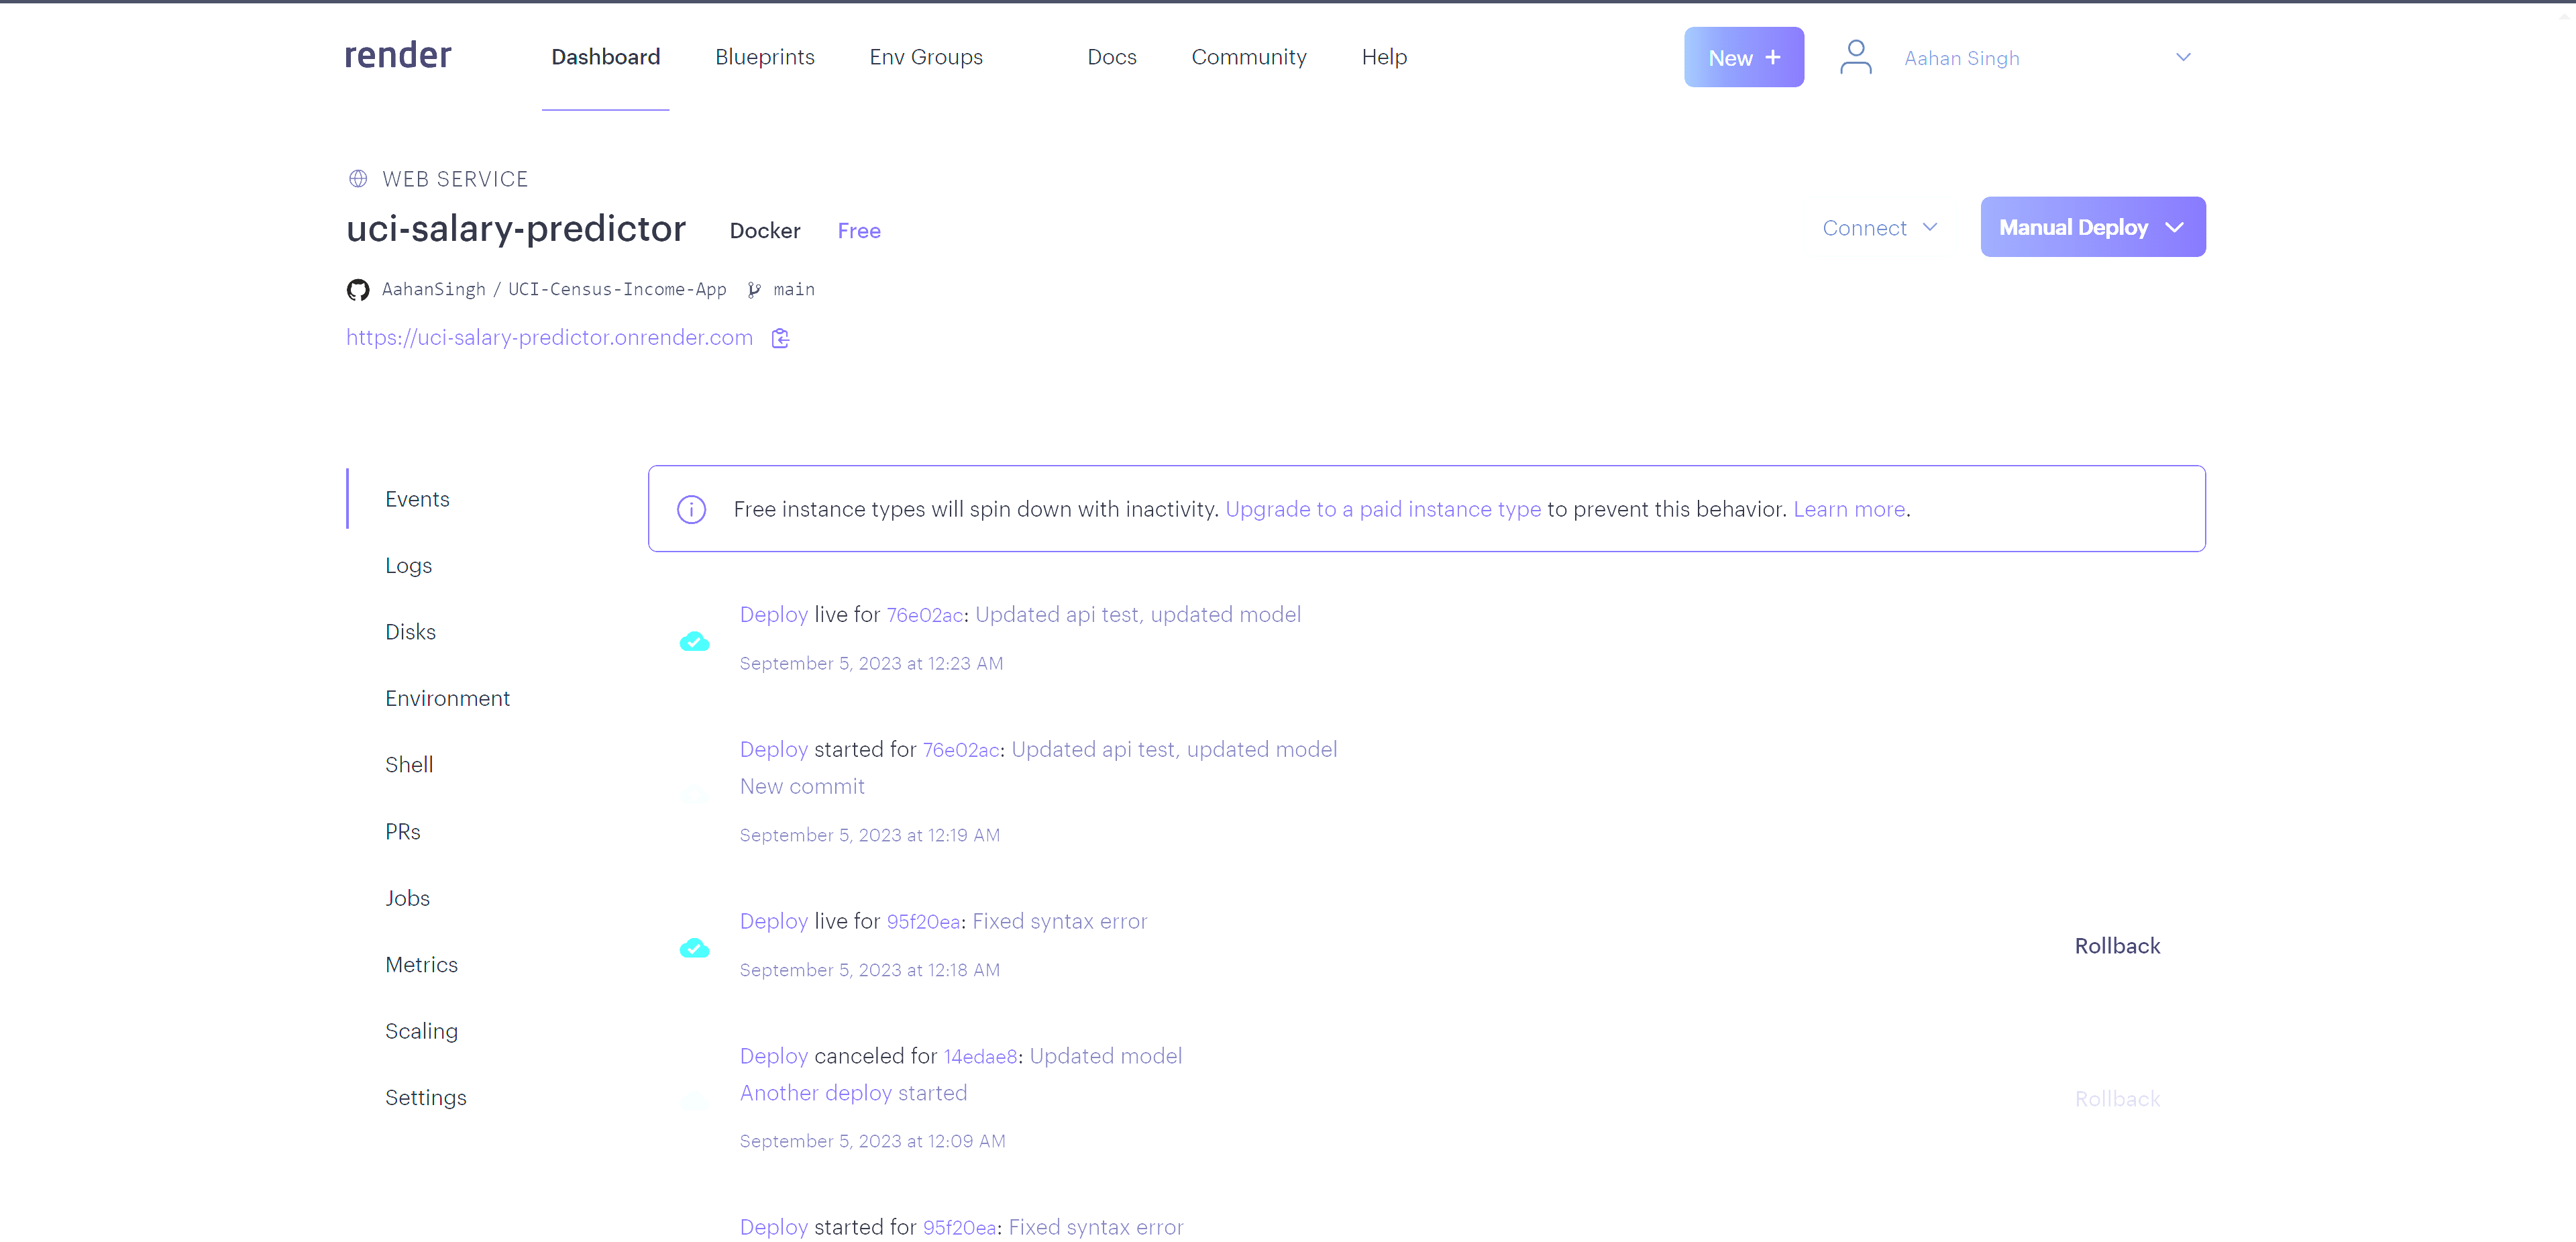 render
Dashboard Blueprints Env Groups Docs Community Help New + Aahan Singh
WEB SERVICE
uci-salary-predictor Docker Free Connect Manual Deploy
AahanSingh / UCI-Census-Income-App main
https://uci-salary-predictor.onrender.com
Events
Logs
Disks
Environment
Shell
PRs
Jobs
Metrics
Scaling
Settings
Free instance types will spin down with inactivity. Upgrade to a paid instance type to prevent this behavior. Learn more.
Deploy live for 76e02ac: Updated api test, updated model
September 5, 2023 at 12:23 AM
Deploy started for 76e02ac: Updated api test, updated model
New commit
September 5, 2023 at 12:19 AM
Deploy live for 95f20ea: Fixed syntax error
September 5, 2023 at 12:18 AM
Rollback
Deploy canceled for 14edae8: Updated model
Another deploy started
September 5, 2023 at 12:09 AM
Rollback
Deploy started for 95f20ea: Fixed syntax error